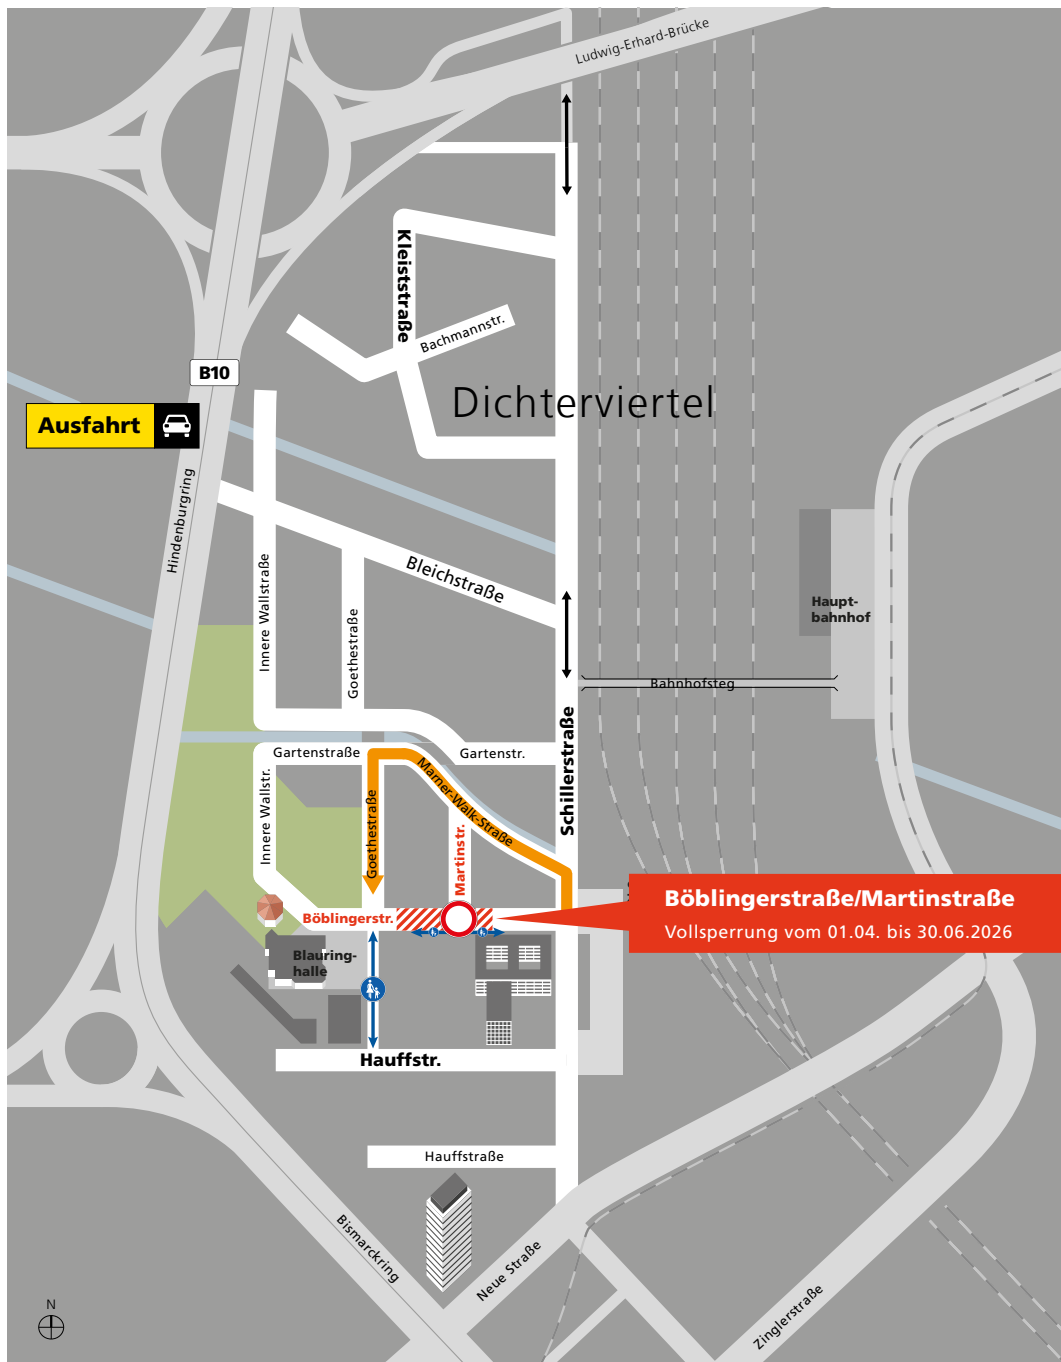 Ludwig-Erhard-Brücke
Kleiststraße
Bachmannstr.
B10
Dichterviertel
Ausfahrt
Hindenburgring
Innere Wallstraße
Goethestraße
Bleichstraße
Haupt-
bahnhof
Bahnhofsteg
Schillerstraße
Gartenstraße
Gartenstr.
Innere Wallstr.
Goethestraße
Marner-Walk-Straße
Martinstr.
Böblingerstr.
Böblingerstraße/Martinstraße
Vollsperrung vom 01.04. bis 30.06.2026
Blauring-
halle
Hauffstr.
Hauffstraße
Bismarckring
Neue Straße
Zinglerstraße
N